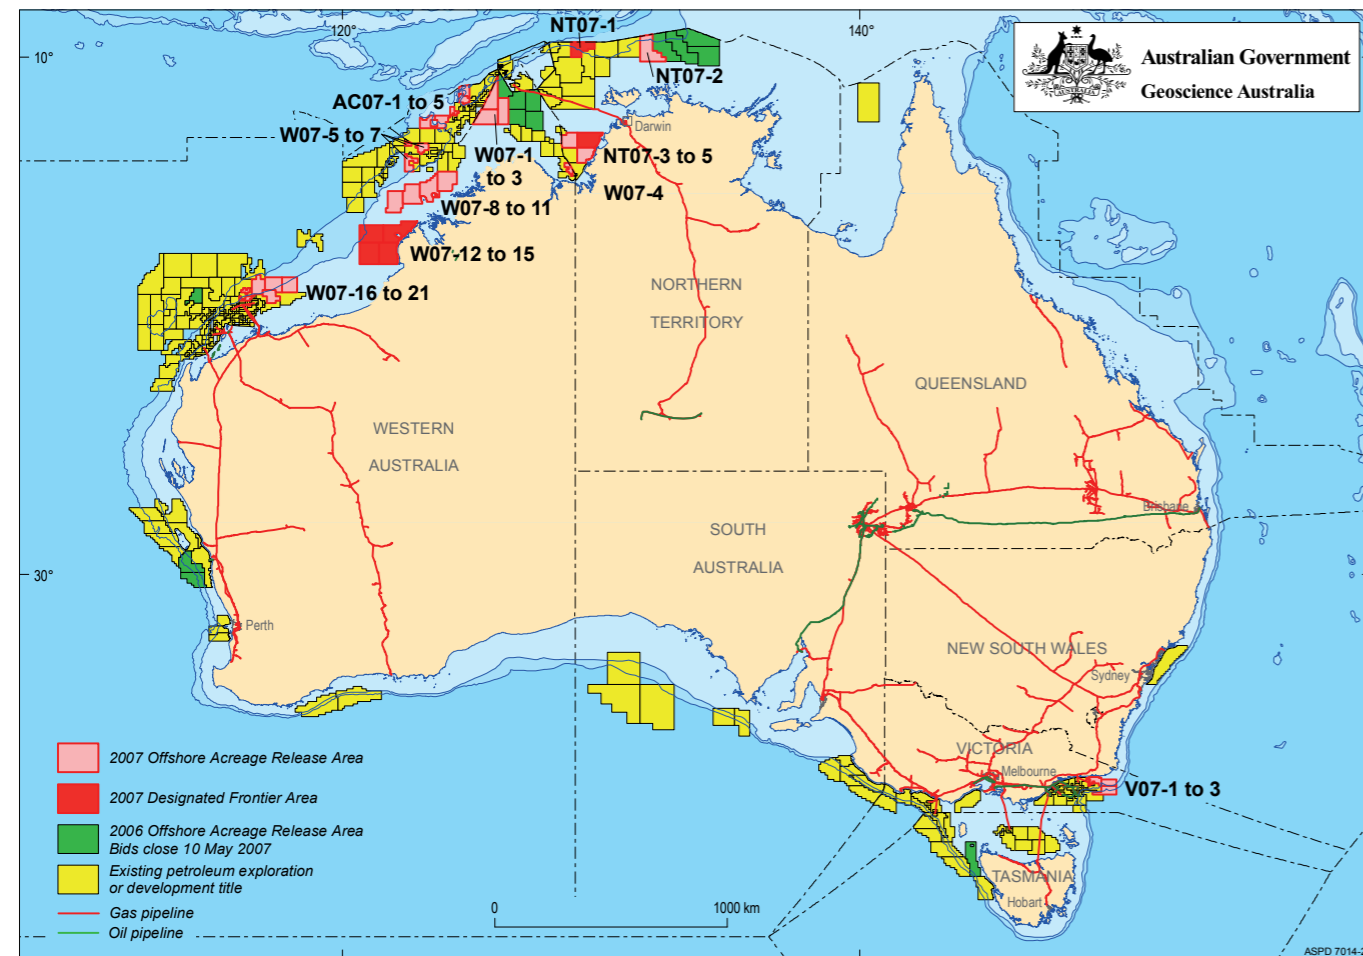 120°
140°
10°
30°
NT07-1
NT07-2
Australian Government
Geoscience Australia
AUSTRALIA
AC07-1 to 5
W07-5 to 7
Darwin
W07-1
to 3
NT07-3 to 5
W07-4
W07-8 to 11
W07-12 to 15
W07-16 to 21
NORTHERN
TERRITORY
QUEENSLAND
WESTERN
AUSTRALIA
SOUTH
AUSTRALIA
Brisbane
Perth
NEW SOUTH WALES
Sydney
VICTORIA
Melbourne
V07-1 to 3
TASMANIA
Hobart
2007 Offshore Acreage Release Area
2007 Designated Frontier Area
2006 Offshore Acreage Release Area
Bids close 10 May 2007
Existing petroleum exploration
or development title
Gas pipeline
Oil pipeline
0
1000 km
ASPD 7014-2